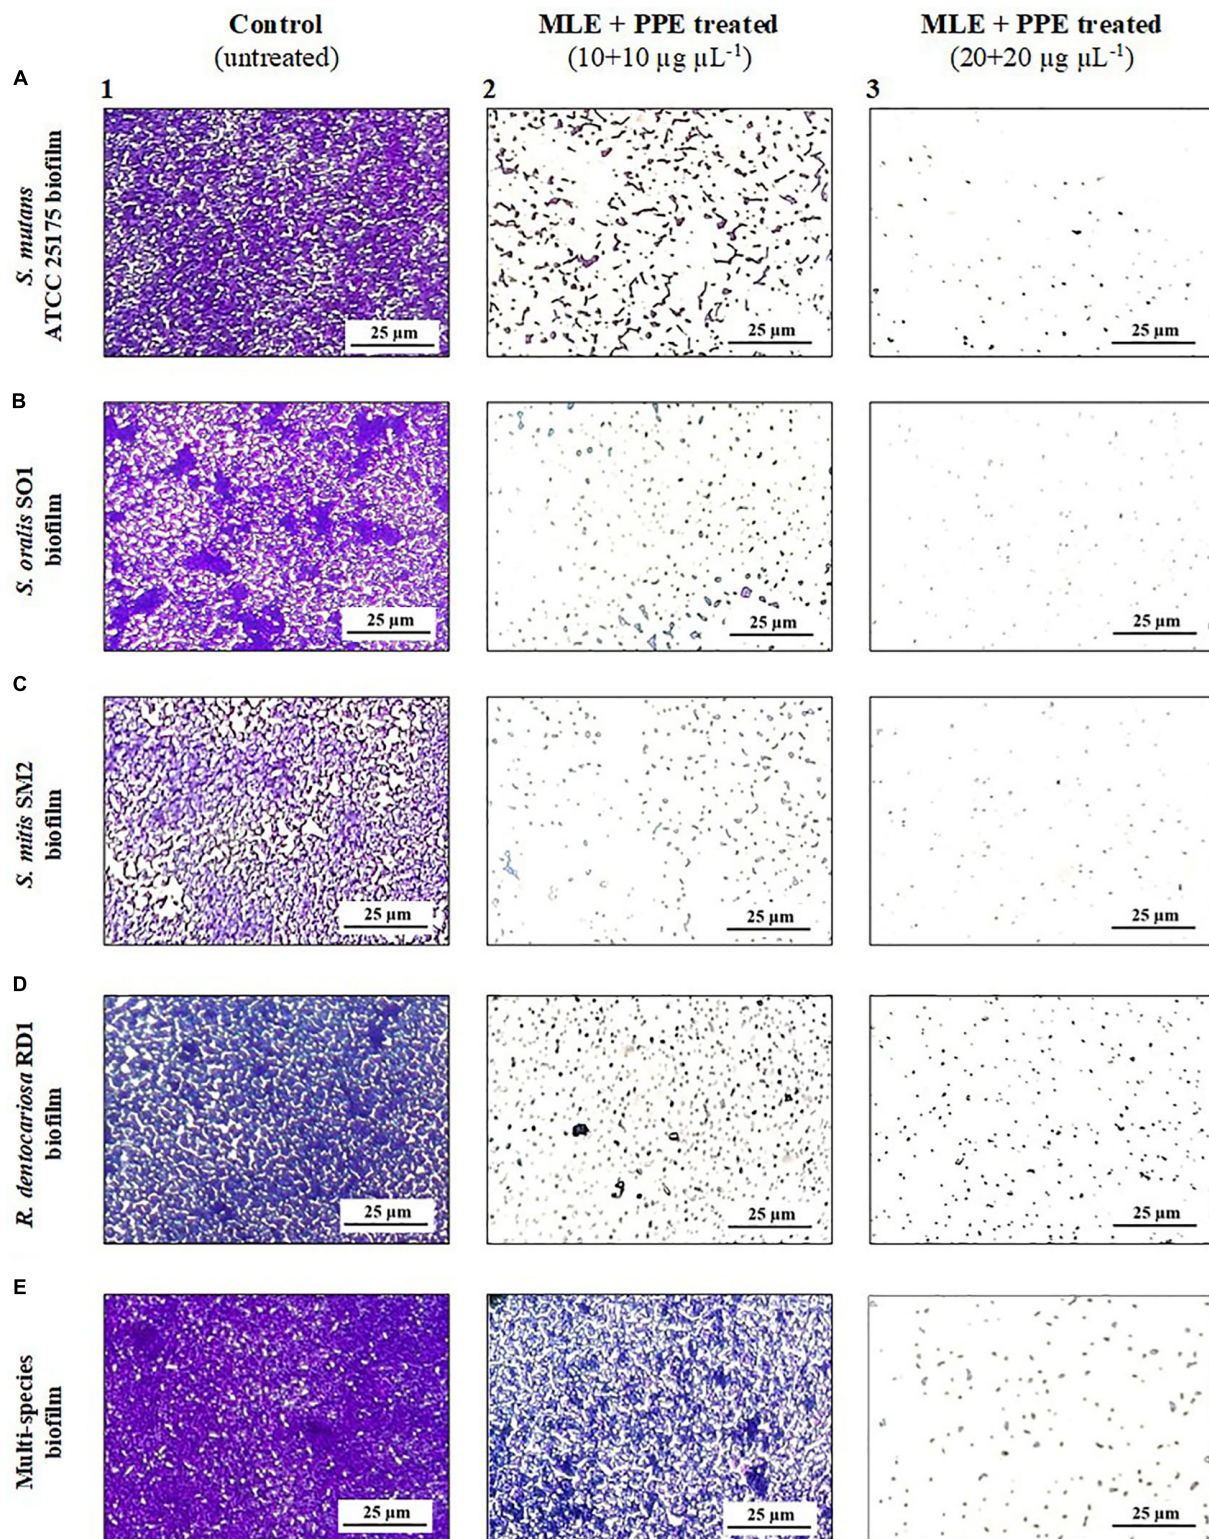 Control
(untreated)
MLE + PPE treated
(10+10 µg µL-1)
MLE + PPE treated
(20+20 µg µL-1)
A
1
2
3
S. mutans
ATCC 25175 biofilm
25 µm
25 µm
25 µm
B
S. oralis SO1
biofilm
25 µm
25 µm
25 µm
C
S. mitis SM2
biofilm
25 µm
25 µm
25 µm
D
R. dentocariosa RD1
biofilm
25 µm
25 µm
25 µm
E
Multi-species
biofilm
25 µm
25 µm
25 µm